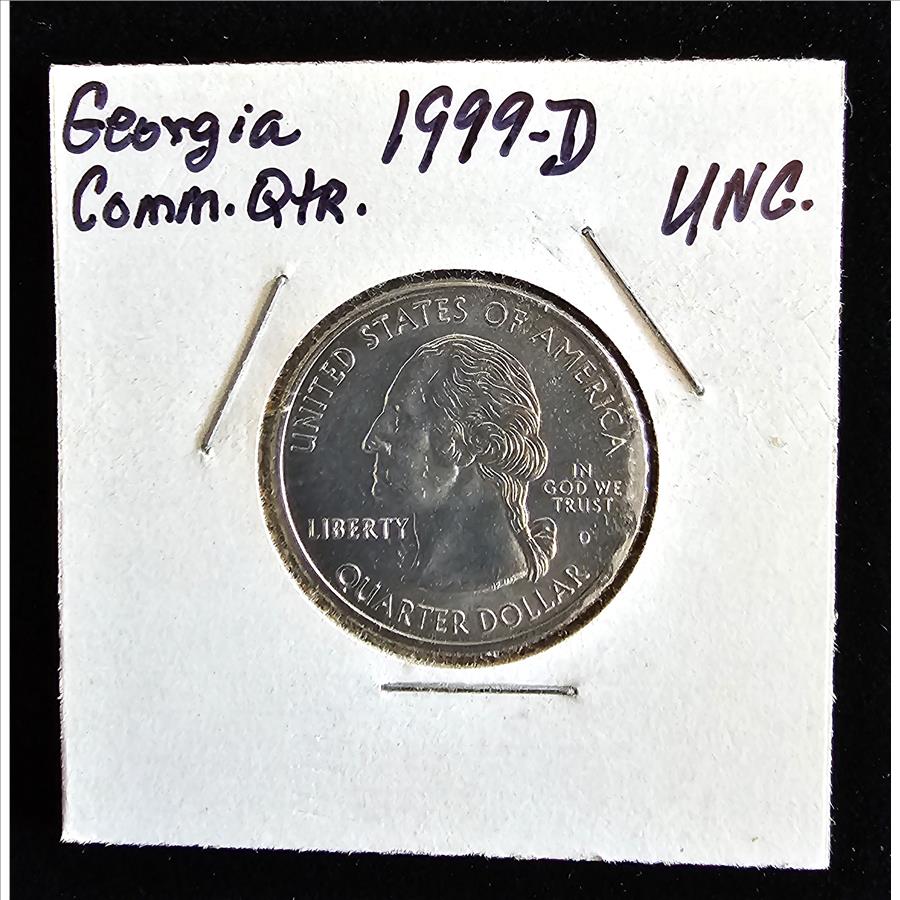 Georgia 1999-D
Comm. Qtr. UNC.
UNITED STATES OF AMERICA
IN
GOD WE
TRUST
LIBERTY
D
QUARTER DOLLAR